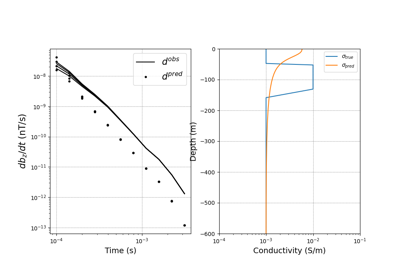 d^obs
d^pred
10^-8
10^-9
10^-10
10^-11
10^-12
10^-13
db_z/dt (nT/s)
10^-4
10^-3
Time (s)
σ_true
σ_pred
0
−100
−200
−300
−400
−500
−600
Depth (m)
10^-4
10^-3
10^-2
10^-1
Conductivity (S/m)